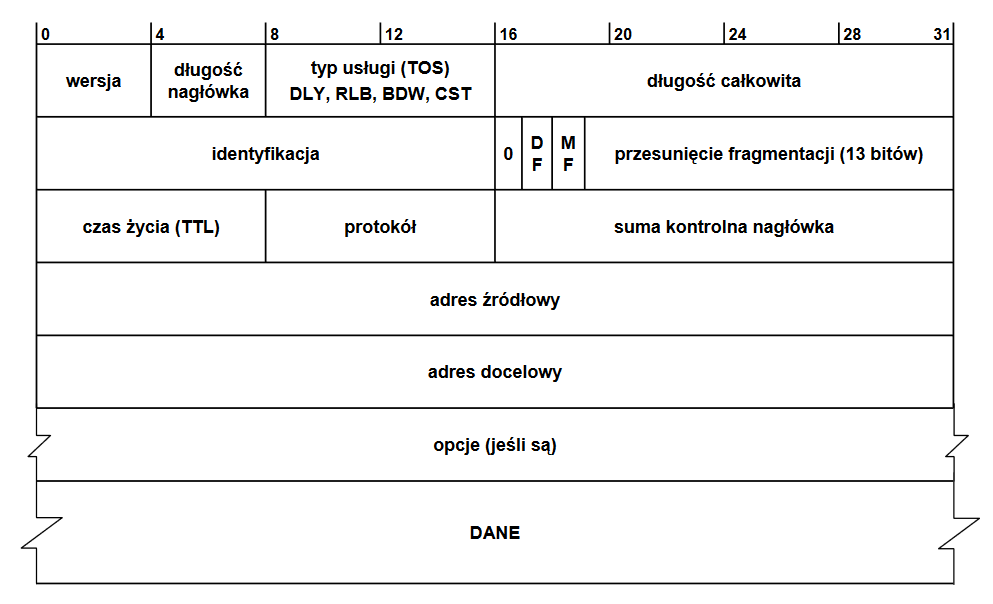 0 4 8 12 16 20 24 28 31
wersja
długość
nagłówka
typ usługi (TOS)
DLY, RLB, BDW, CST
długość całkowita
identyfikacja
0
D
F
M
F
przesunięcie fragmentacji (13 bitów)
czas życia (TTL)
protokół
suma kontrolna nagłówka
adres źródłowy
adres docelowy
opcje (jeśli są)
DANE